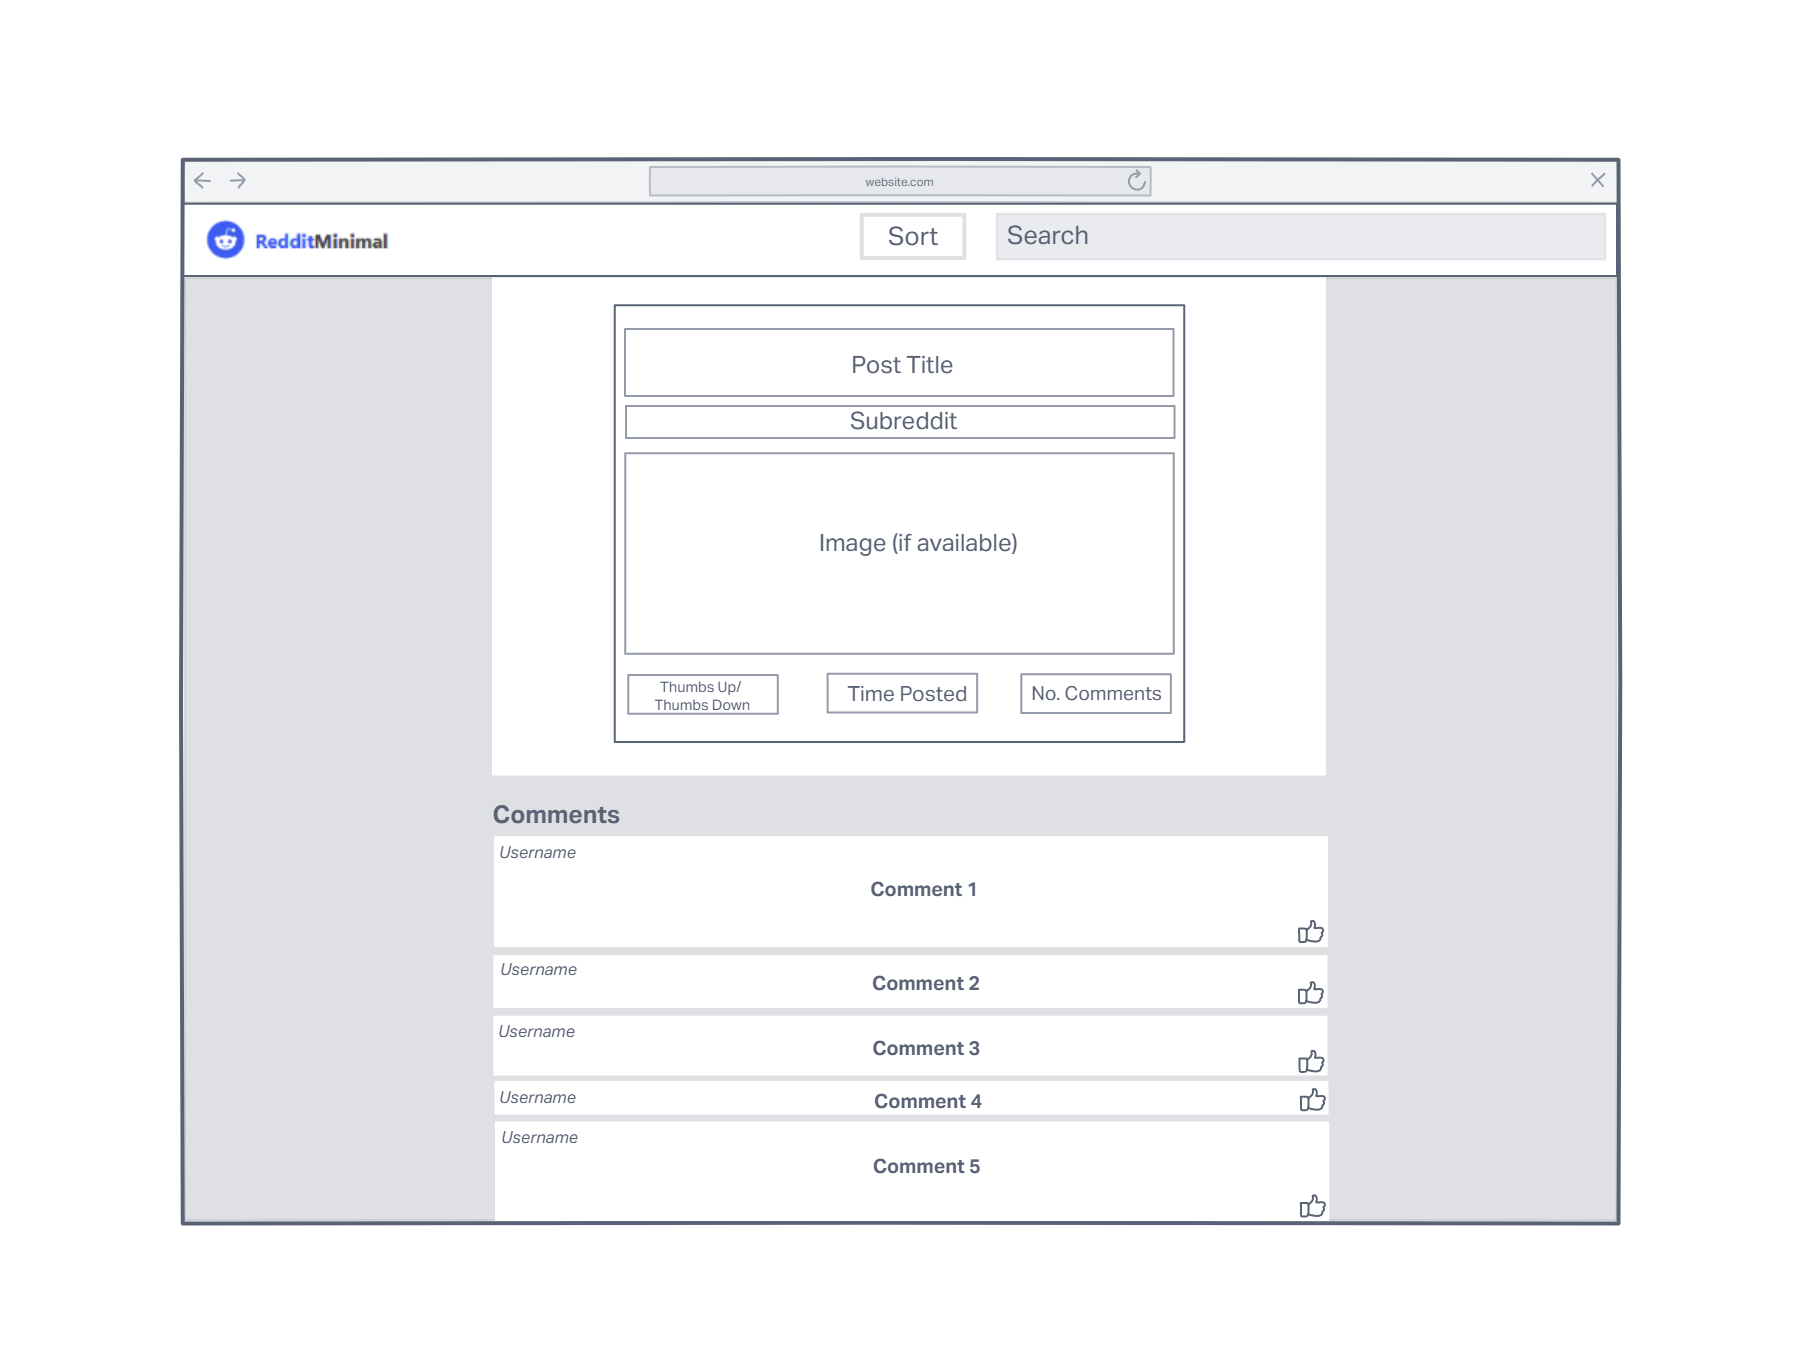 website.com
RedditMinimal
Sort
Search
Post Title
Subreddit
Image (if available)
Thumbs Up/
Thumbs Down
Time Posted
No. Comments
Comments
Username
Comment 1
Username
Comment 2
Username
Comment 3
Username
Comment 4
Username
Comment 5